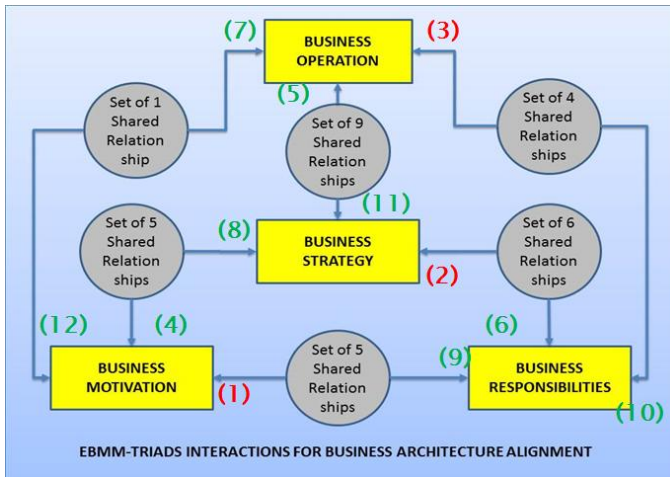 (7)
BUSINESS
OPERATION
(3)
(5)
Set of 1
Shared
Relation
ship
Set of 9
Shared
Relation
ships
Set of 4
Shared
Relation
ships
(11)
Set of 5
Shared
Relation
ships
(8)
BUSINESS
STRATEGY
(2)
Set of 6
Shared
Relation
ships
(12)
(4)
BUSINESS
MOTIVATION
(1)
Set of 5
Shared
Relation
ships
(9)
(6)
BUSINESS
RESPONSIBILITIES
(10)
EBMM-TRIADS INTERACTIONS FOR BUSINESS ARCHITECTURE ALIGNMENT